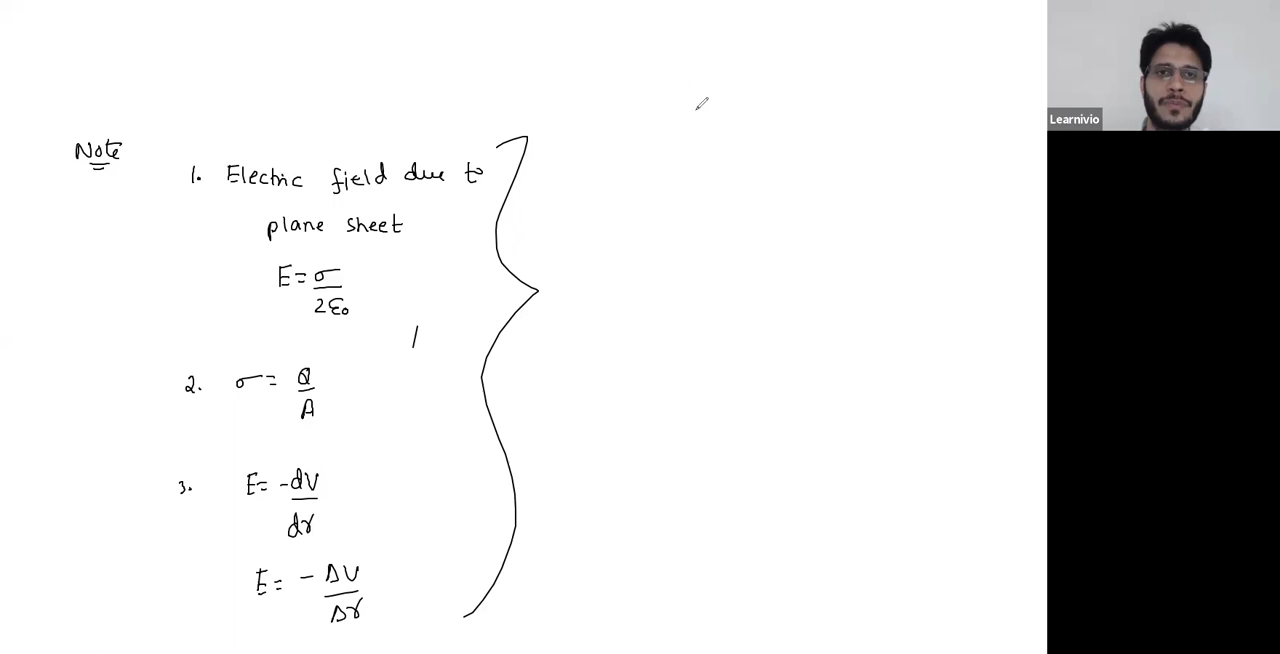 Note
1. Electric field due to
plane sheet
E = σ / 2ε₀
2. σ = Q / A
3. E = -dV / dr
E = - ΔV / Δr
Learnivio